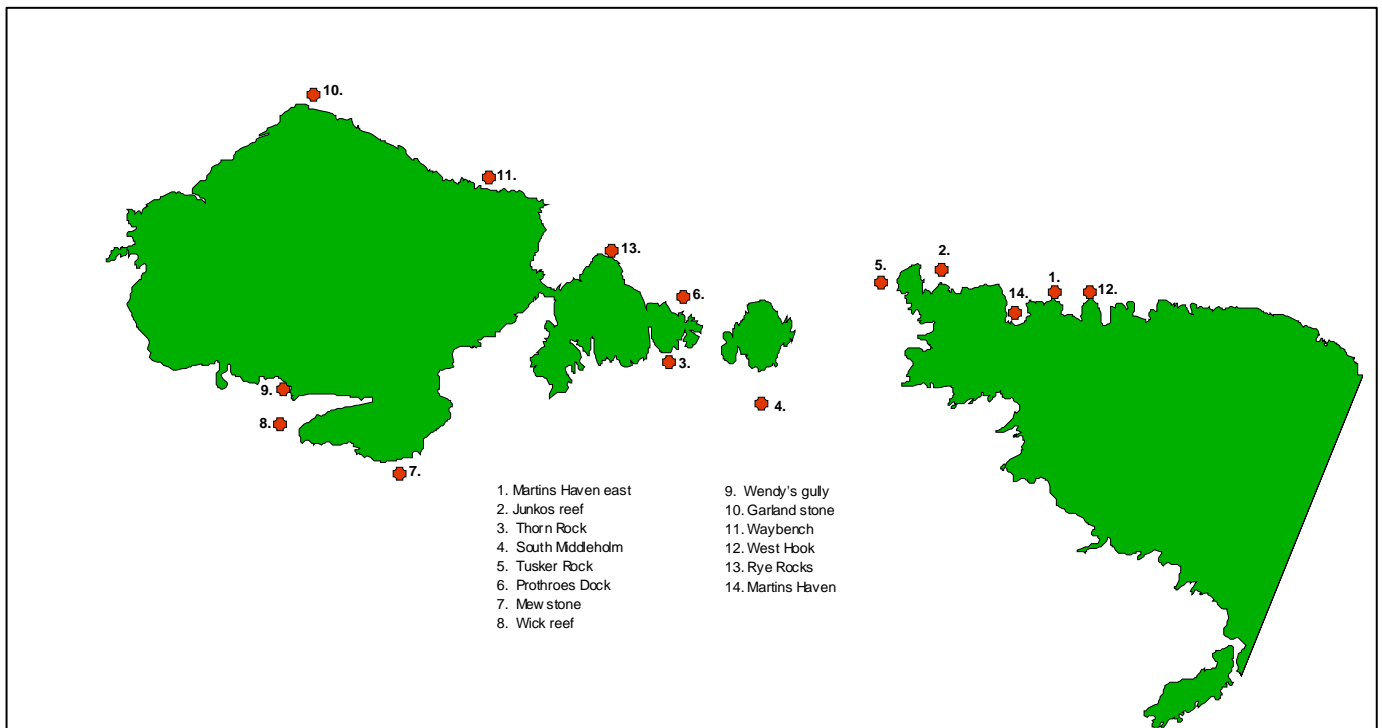 10.
11.
13.
2.
5.
6.
1.
12.
14.
3.
9.
4.
8.
7.
1. Martins Haven east
2. Junkos reef
3. Thorn Rock
4. South Middleholm
5. Tusker Rock
6. Prothroes Dock
7. Mew stone
8. Wick reef
9. Wendy's gully
10. Garland stone
11. Waybench
12. West Hook
13. Rye Rocks
14. Martins Haven